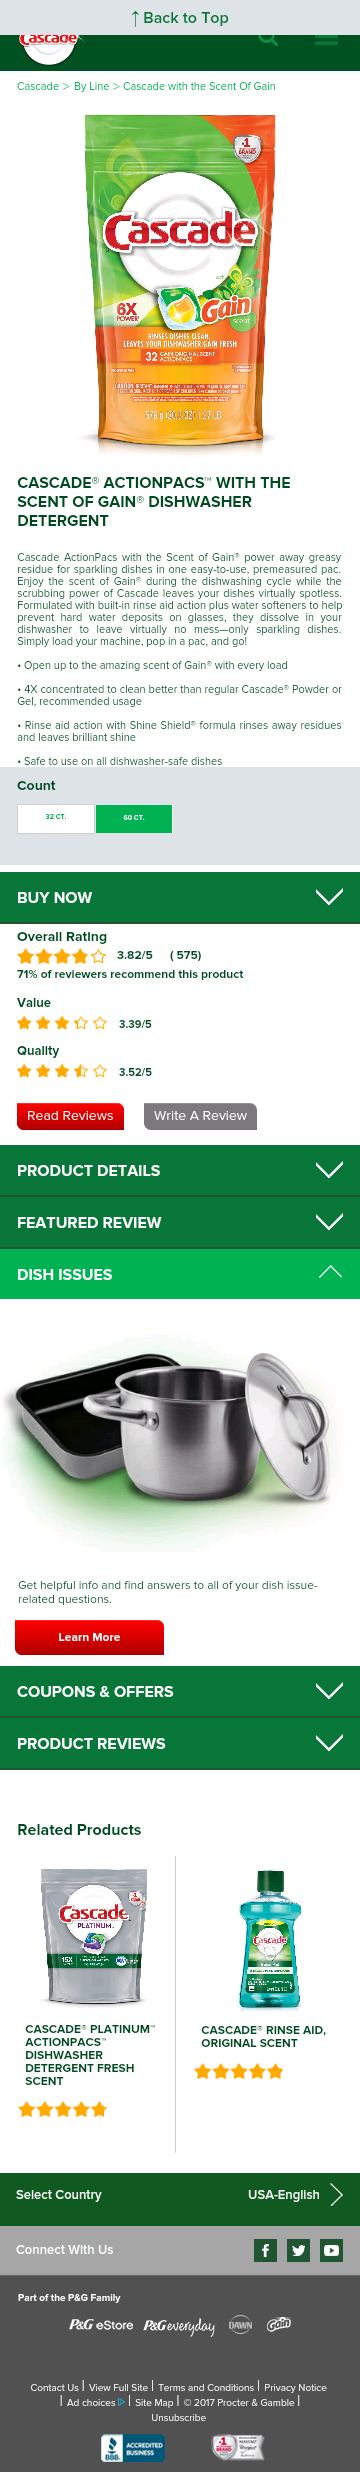 ↑ Back to Top
Cascade
Cascade > By Line > Cascade with the Scent Of Gain
#1 BRAND
Cascade
with
Gain
scent
6X
POWER!
RINSES DISHES CLEAN,
LEAVES YOUR DISHWASHER GAIN FRESH
32 GAIN ORIGINAL SCENT
ACTIONPACS
576 g (20.3 OZ) 1.27 LB
CASCADE® ACTIONPACS™ WITH THE
SCENT OF GAIN® DISHWASHER
DETERGENT
Cascade ActionPacs with the Scent of Gain® power away greasy
residue for sparkling dishes in one easy-to-use, premeasured pac.
Enjoy the scent of Gain® during the dishwashing cycle while the
scrubbing power of Cascade leaves your dishes virtually spotless.
Formulated with built-in rinse aid action plus water softeners to help
prevent hard water deposits on glasses, they dissolve in your
dishwasher to leave virtually no mess—only sparkling dishes.
Simply load your machine, pop in a pac, and go!
• Open up to the amazing scent of Gain® with every load
• 4X concentrated to clean better than regular Cascade® Powder or
Gel, recommended usage
• Rinse aid action with Shine Shield® formula rinses away residues
and leaves brilliant shine
• Safe to use on all dishwasher-safe dishes
Count
32 CT. 60 CT.
BUY NOW
Overall Rating
3.82/5 ( 575)
71% of reviewers recommend this product
Value
3.39/5
Quality
3.52/5
Read Reviews Write A Review
PRODUCT DETAILS
FEATURED REVIEW
DISH ISSUES
Get helpful info and find answers to all of your dish issue-
related questions.
Learn More
COUPONS & OFFERS
PRODUCT REVIEWS
Related Products
Cascade
PLATINUM
15X
Cascade
CASCADE® PLATINUM™
ACTIONPACS™
DISHWASHER
DETERGENT FRESH
SCENT
CASCADE® RINSE AID,
ORIGINAL SCENT
Select Country USA-English
Connect With Us
Part of the P&G Family
P&G eStore P&G everyday DAWN Gain
Contact Us | View Full Site | Terms and Conditions | Privacy Notice
| Ad choices | Site Map | © 2017 Procter & Gamble |
Unsubscribe
BBB ACCREDITED
BUSINESS
#1
BRAND